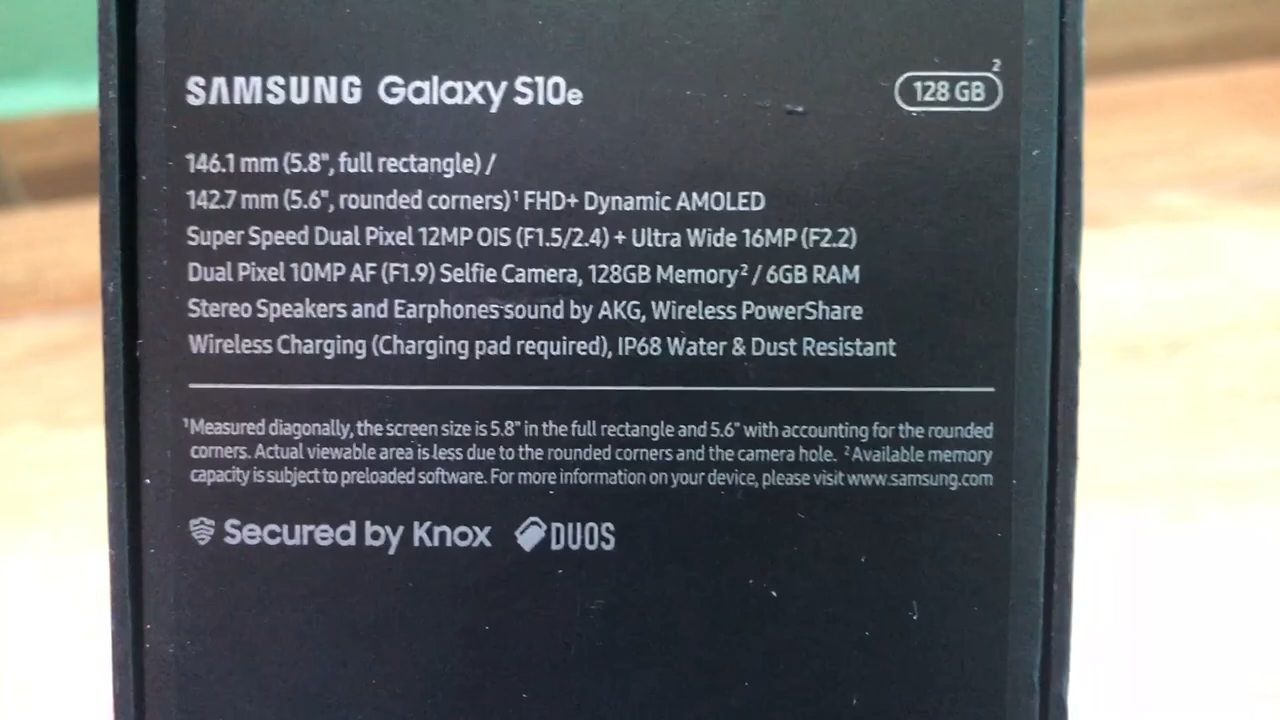 SAMSUNG Galaxy S10e
128 GB²
146.1 mm (5.8", full rectangle) /
142.7 mm (5.6", rounded corners)¹ FHD+ Dynamic AMOLED
Super Speed Dual Pixel 12MP OIS (F1.5/2.4) + Ultra Wide 16MP (F2.2)
Dual Pixel 10MP AF (F1.9) Selfie Camera, 128GB Memory² / 6GB RAM
Stereo Speakers and Earphones sound by AKG, Wireless PowerShare
Wireless Charging (Charging pad required), IP68 Water & Dust Resistant
¹Measured diagonally, the screen size is 5.8" in the full rectangle and 5.6" with accounting for the rounded
corners. Actual viewable area is less due to the rounded corners and the camera hole. ²Available memory
capacity is subject to preloaded software. For more information on your device, please visit www.samsung.com
Secured by Knox DUOS